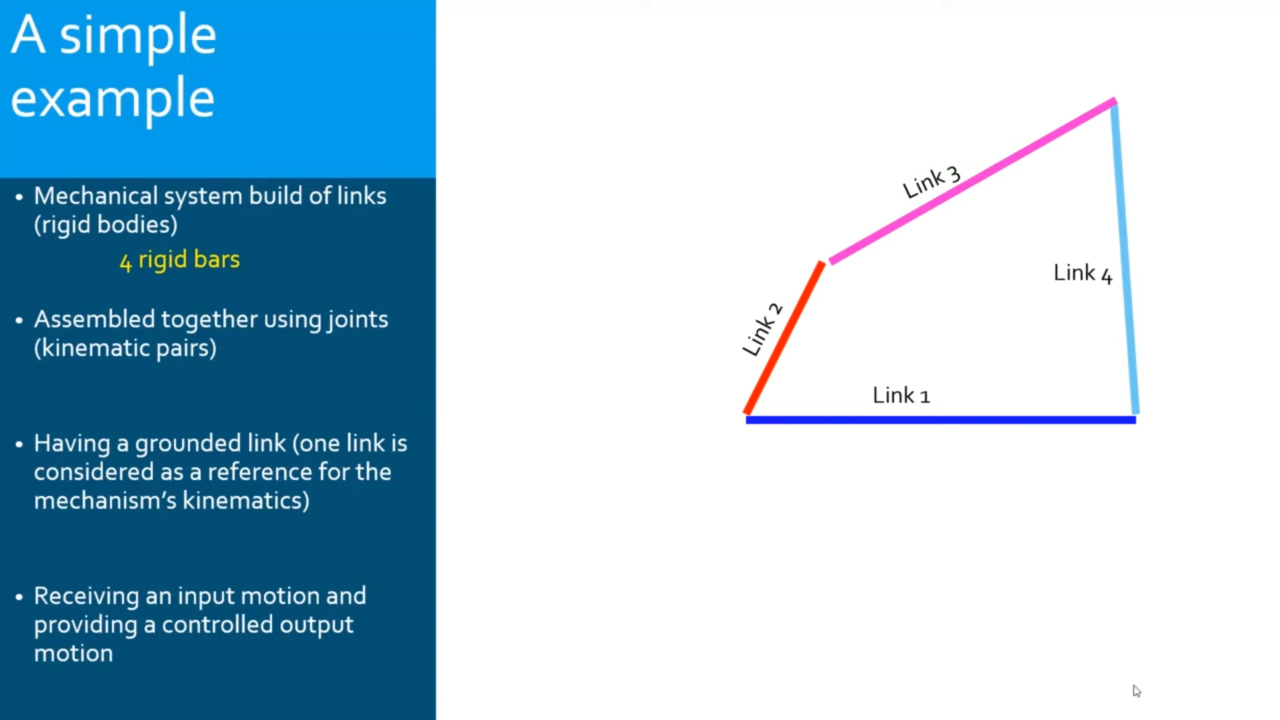 A simple
example
• Mechanical system build of links
(rigid bodies)
4 rigid bars
• Assembled together using joints
(kinematic pairs)
• Having a grounded link (one link is
considered as a reference for the
mechanism's kinematics)
• Receiving an input motion and
providing a controlled output
motion
Link 3
Link 4
Link 2
Link 1